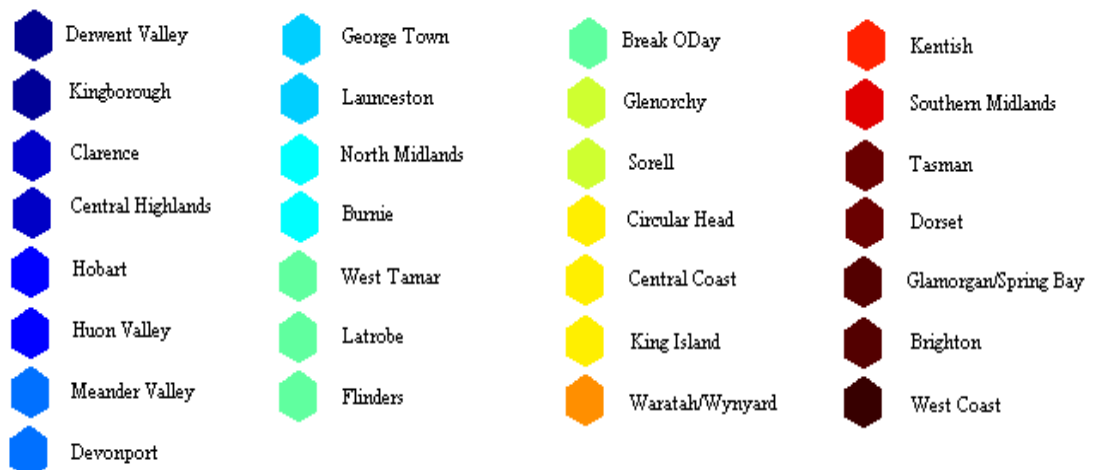 Derwent Valley
Kingborough
Clarence
Central Highlands
Hobart
Huon Valley
Meander Valley
Devonport
George Town
Launceston
North Midlands
Burnie
West Tamar
Latrobe
Flinders
Break ODay
Glenorchy
Sorell
Circular Head
Central Coast
King Island
Waratah/Wynyard
Kentish
Southern Midlands
Tasman
Dorset
Glamorgan/Spring Bay
Brighton
West Coast